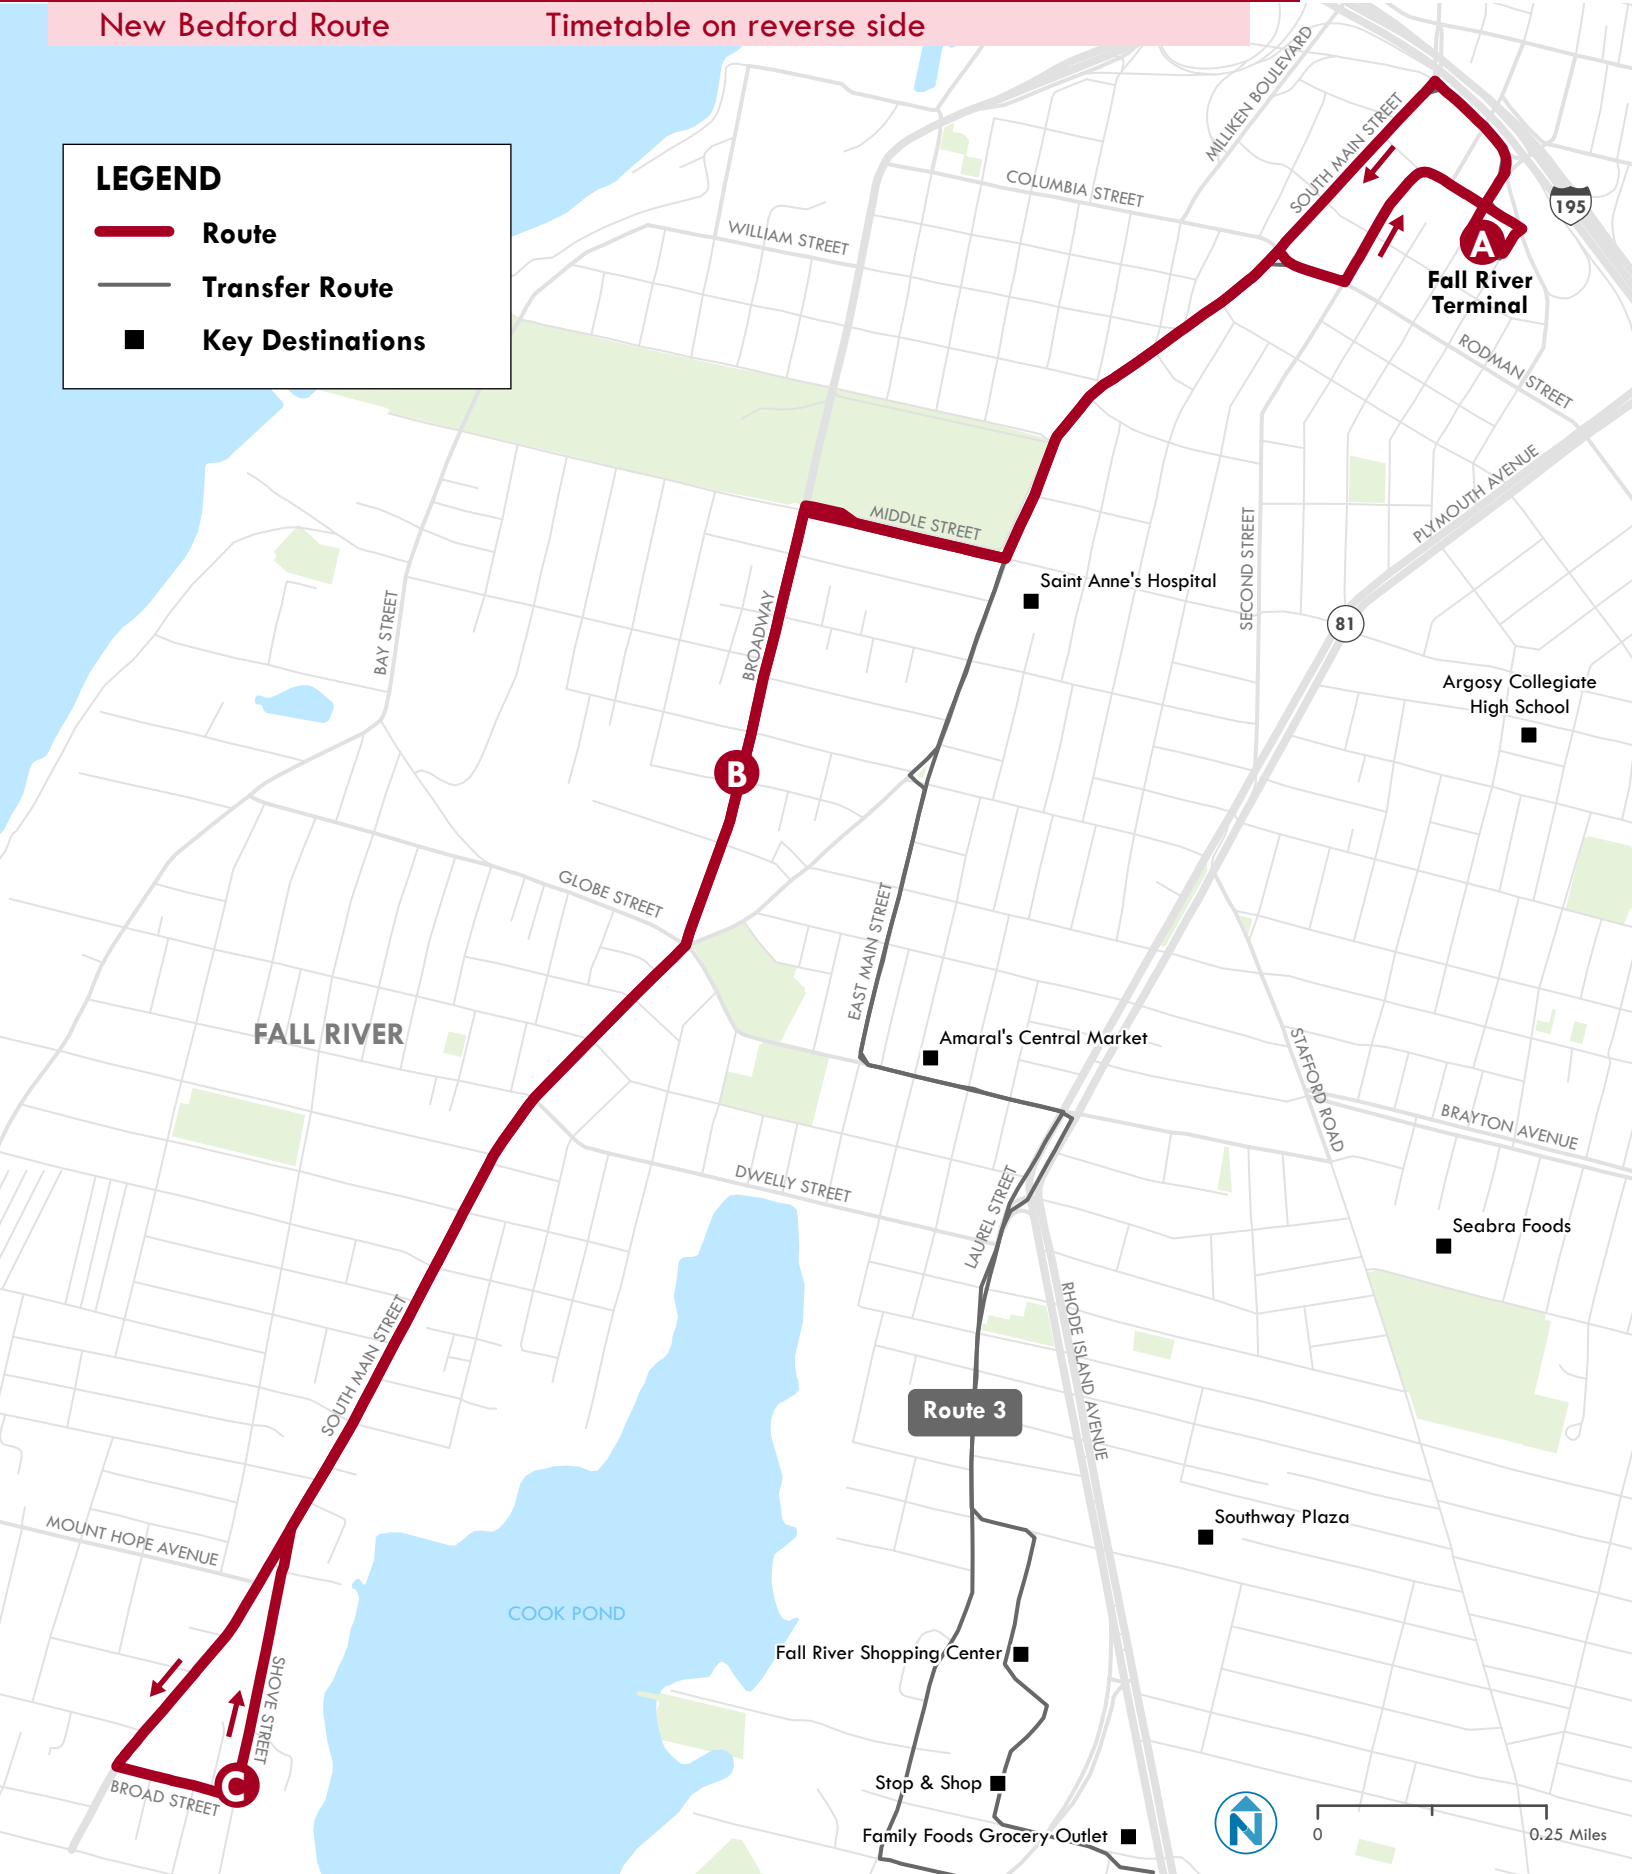 New Bedford Route
Timetable on reverse side
LEGEND
Route
Transfer Route
Key Destinations
MILLIKEN BOULEVARD
SOUTH MAIN STREET
COLUMBIA STREET
WILLIAM STREET
195
A
Fall River
Terminal
RODMAN STREET
PLYMOUTH AVENUE
MIDDLE STREET
SECOND STREET
Saint Anne's Hospital
81
BAY STREET
BROADWAY
Argosy Collegiate
High School
B
GLOBE STREET
EAST MAIN STREET
FALL RIVER
Amaral's Central Market
STAFFORD ROAD
BRAYTON AVENUE
DWELLY STREET
LAUREL STREET
Seabra Foods
RHODE ISLAND AVENUE
SOUTH MAIN STREET
Route 3
MOUNT HOPE AVENUE
Southway Plaza
COOK POND
Fall River Shopping Center
SHOVE STREET
Stop & Shop
C
BROAD STREET
Family Foods Grocery Outlet
N
0
0.25 Miles